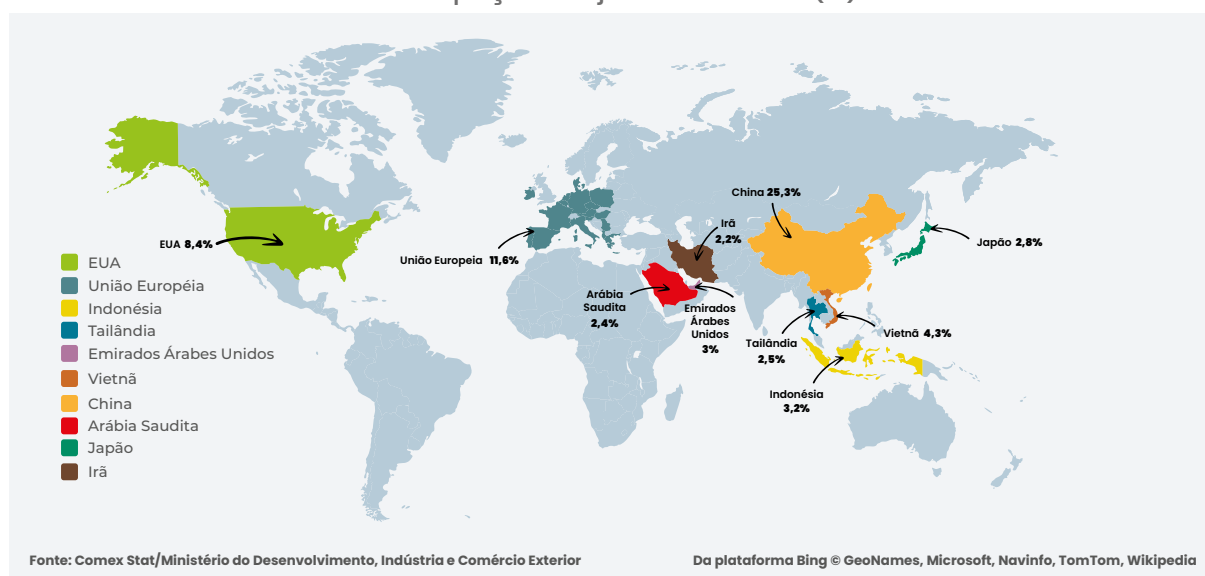 China 25,3%
Irã
2,2%
Japão 2,8%
EUA 8,4%
União Europeia 11,6%
Arábia
Saudita
2,4%
Emirados
Árabes
Unidos
3%
Vietnã 4,3%
Tailândia
2,5%
Indonésia
3,2%
EUA
União Européia
Indonésia
Tailândia
Emirados Árabes Unidos
Vietnã
China
Arábia Saudita
Japão
Irã
Fonte: Comex Stat/Ministério do Desenvolvimento, Indústria e Comércio Exterior
Da plataforma Bing © GeoNames, Microsoft, Navinfo, TomTom, Wikipedia